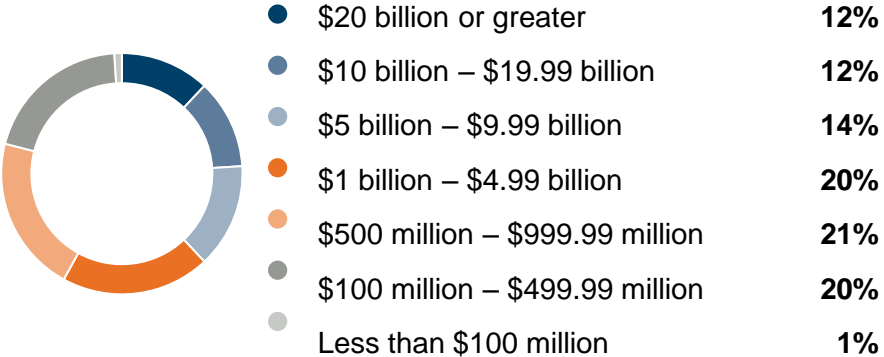 $20 billion or greater 12%
$10 billion – $19.99 billion 12%
$5 billion – $9.99 billion 14%
$1 billion – $4.99 billion 20%
$500 million – $999.99 million 21%
$100 million – $499.99 million 20%
Less than $100 million 1%